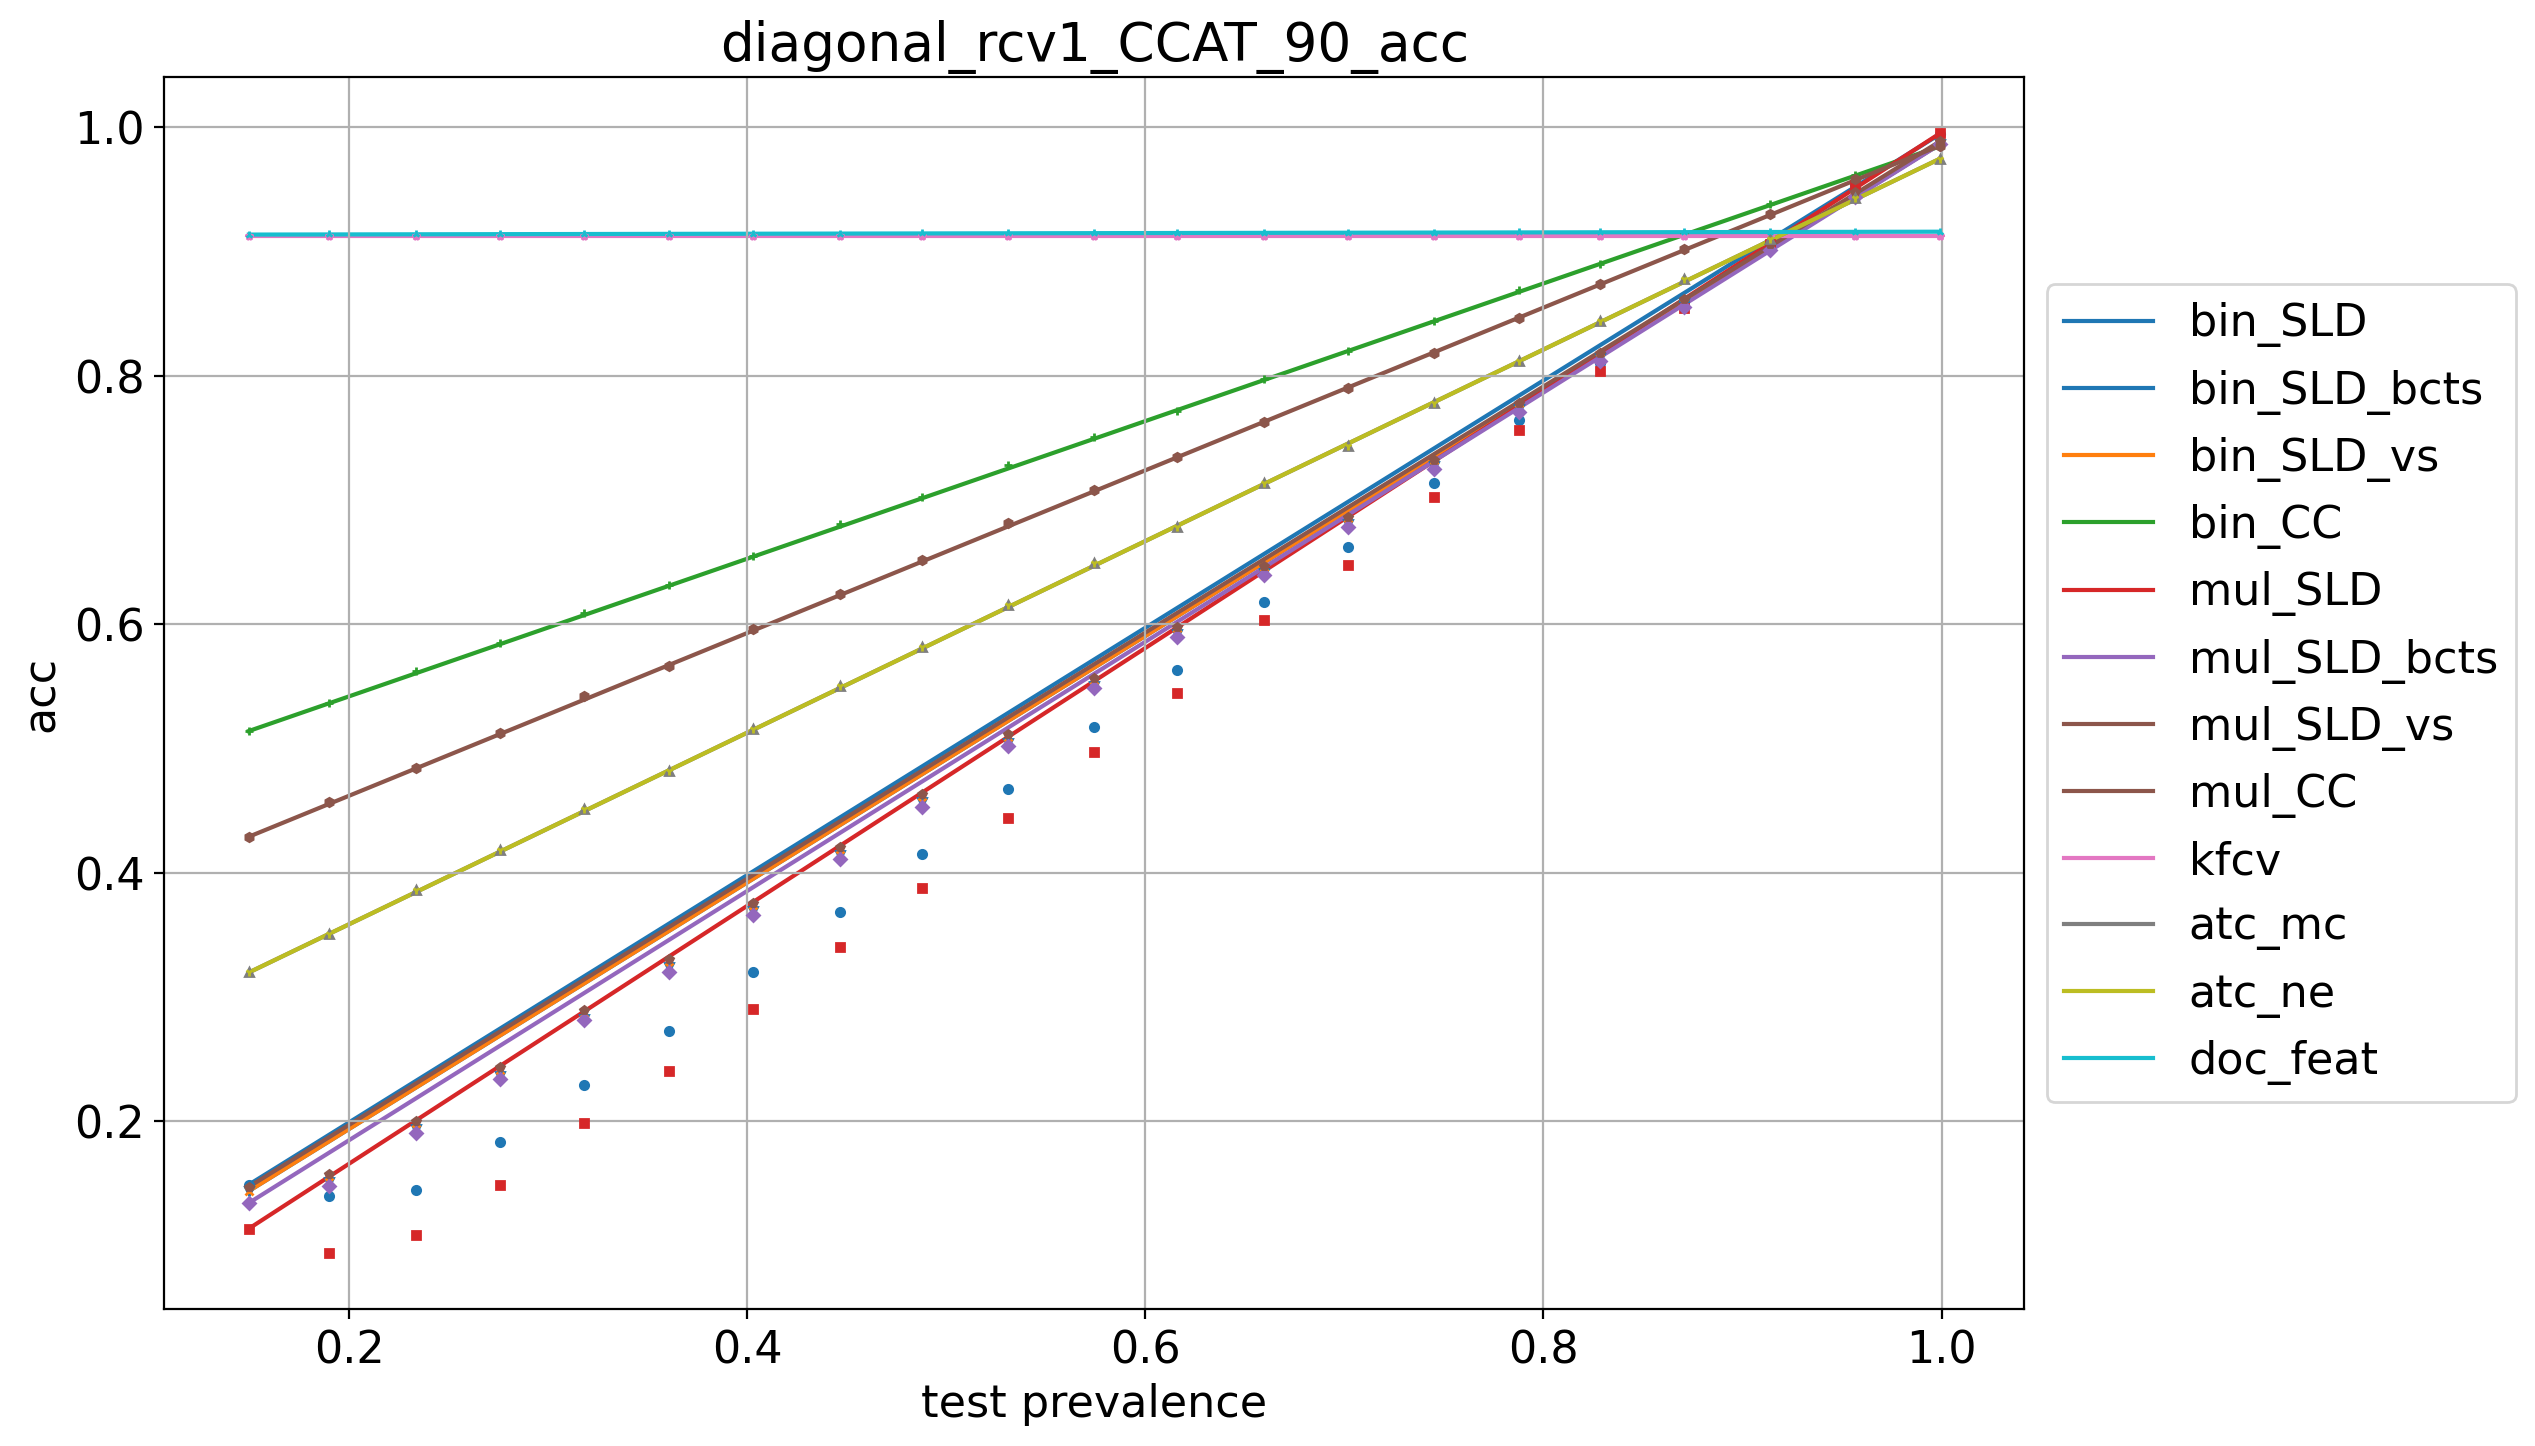 diagonal_rcv1_CCAT_90_acc
1.0
0.8
0.6
0.4
0.2
acc
0.2 0.4 0.6 0.8 1.0
test prevalence
bin_SLD
bin_SLD_bcts
bin_SLD_vs
bin_CC
mul_SLD
mul_SLD_bcts
mul_SLD_vs
mul_CC
kfcv
atc_mc
atc_ne
doc_feat